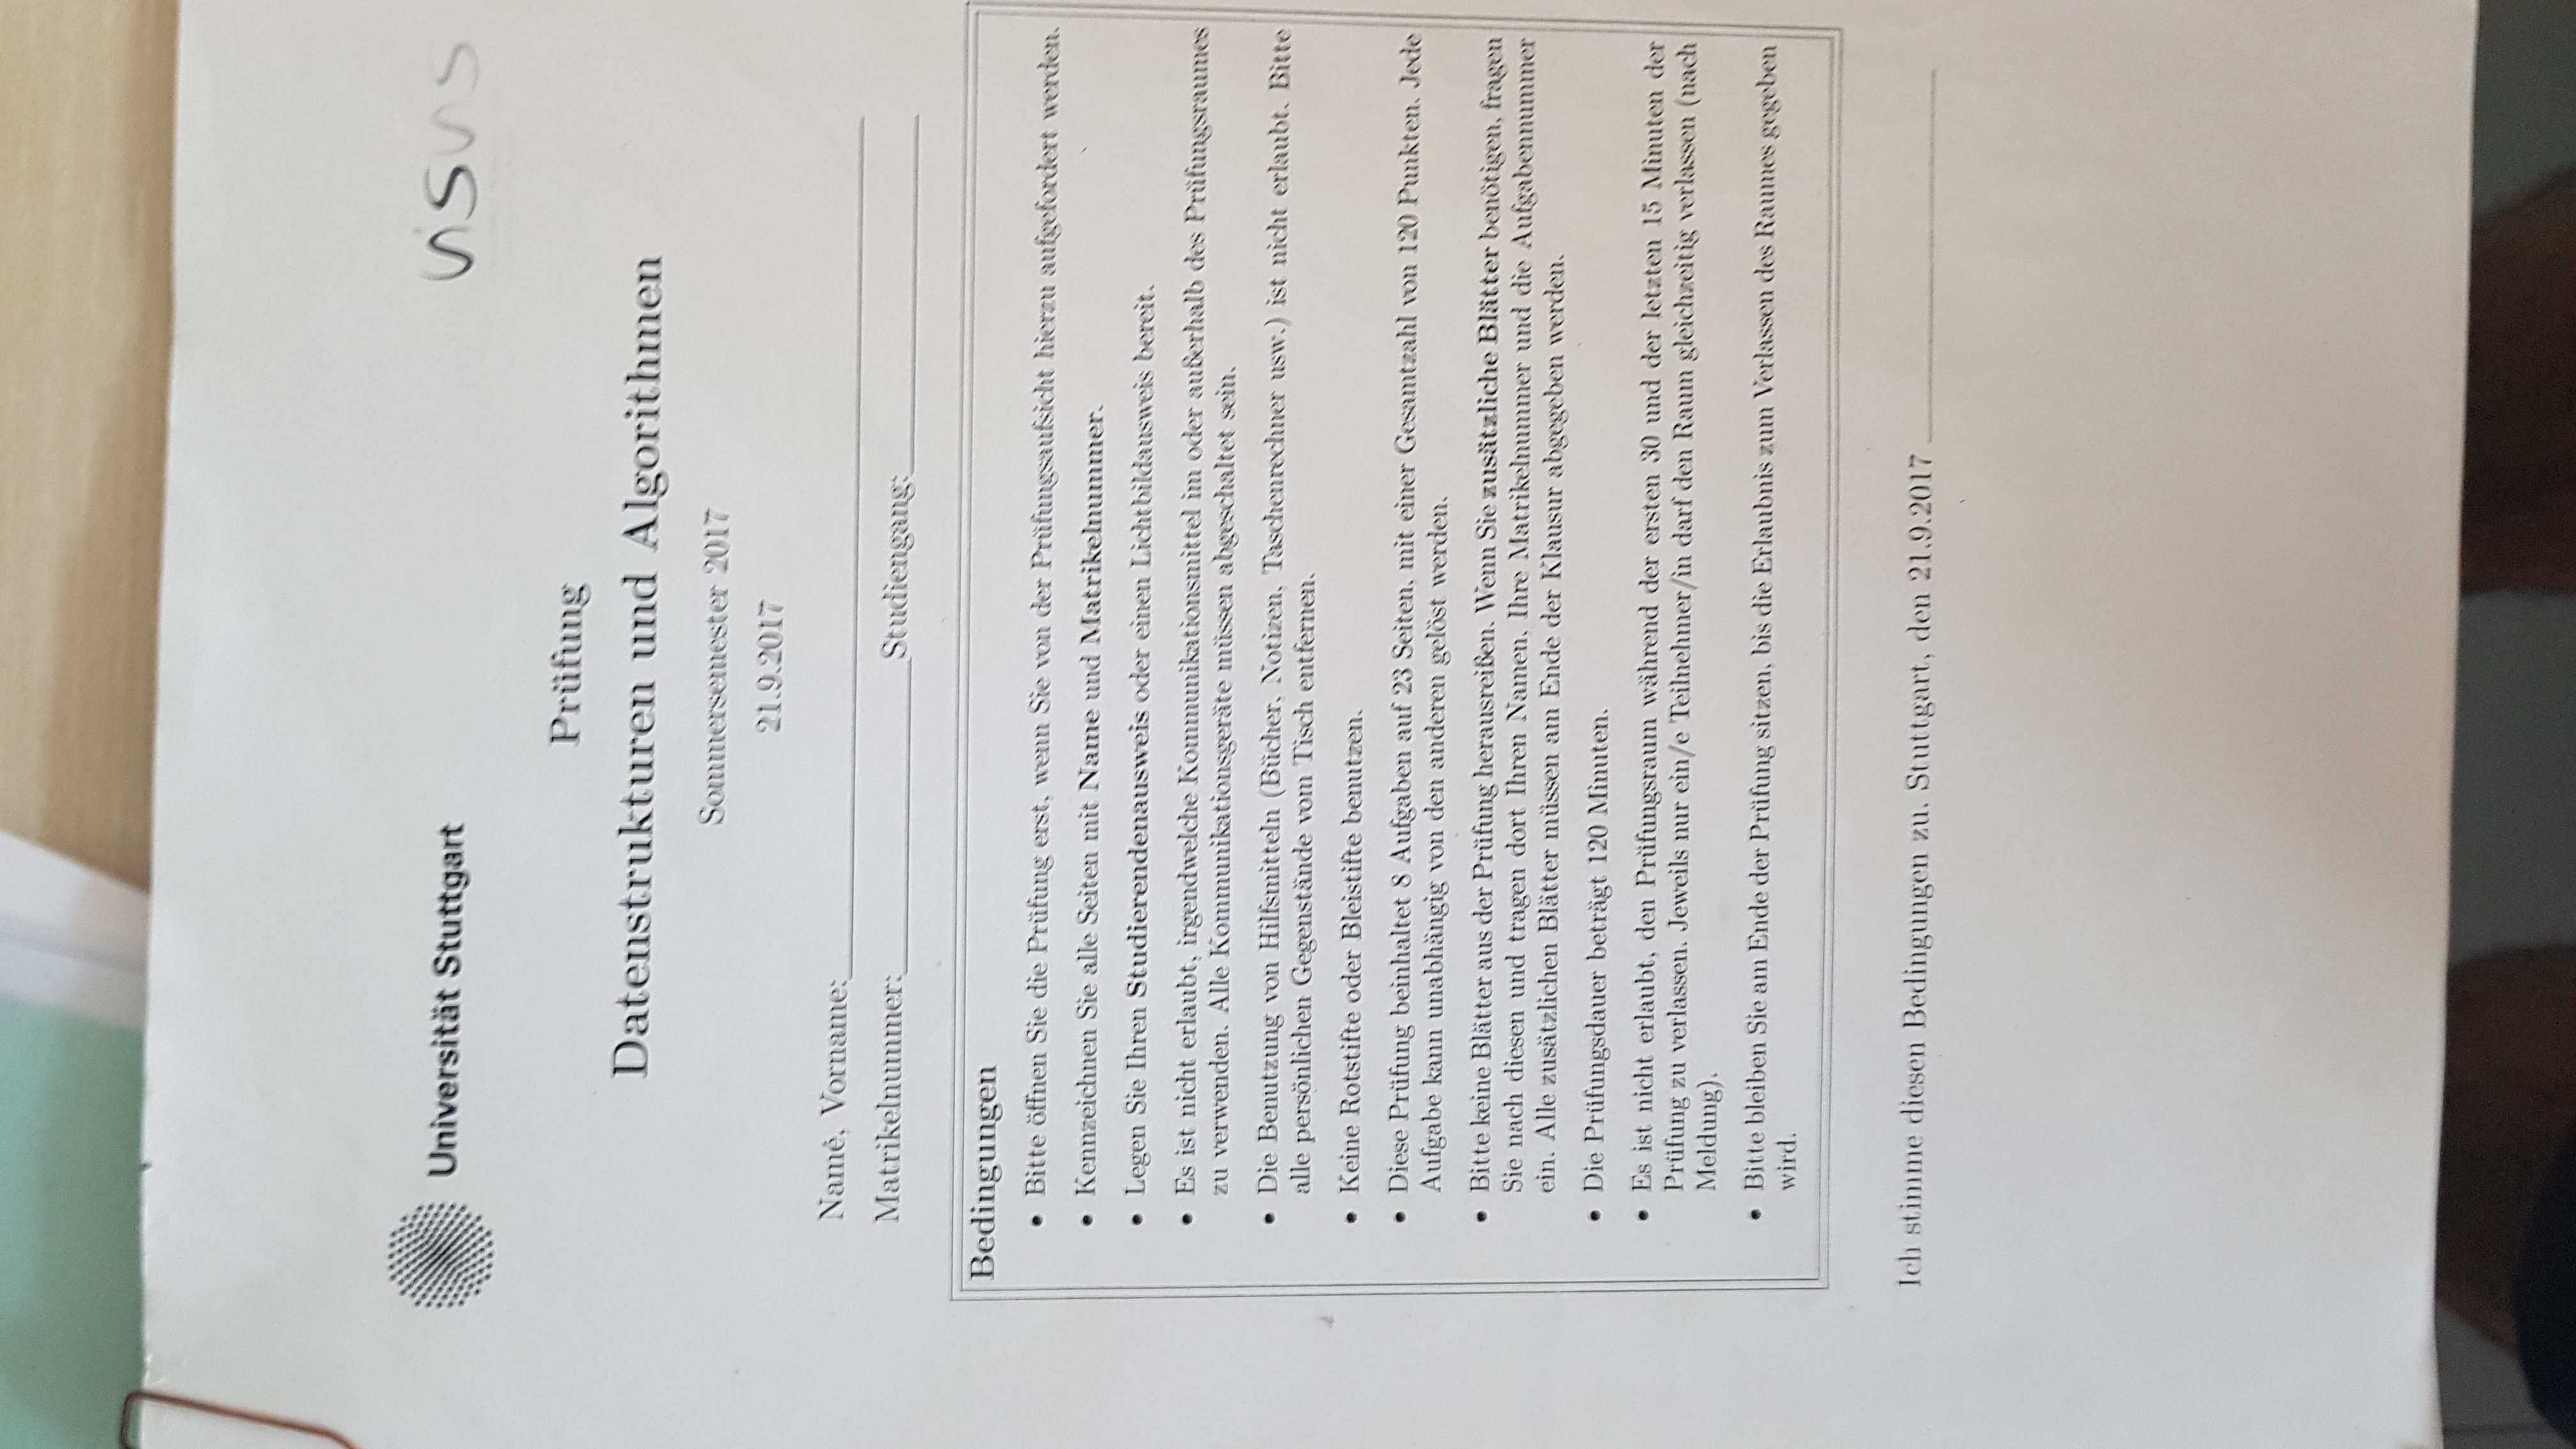 Universität Stuttgart
visus
Prüfung
Datenstrukturen und Algorithmen
Sommersemester 2017
21.9.2017
Name, Vorname:
Matrikelnummer: Studiengang:
Bedingungen
• Bitte öffnen Sie die Prüfung erst, wenn Sie von der Prüfungsaufsicht hierzu aufgefordert werden.
• Kennzeichnen Sie alle Seiten mit Name und Matrikelnummer.
• Legen Sie Ihren Studierendenausweis oder einen Lichtbildausweis bereit.
• Es ist nicht erlaubt, irgendwelche Kommunikationsmittel im oder außerhalb des Prüfungsraumes
zu verwenden. Alle Kommunikationsgeräte müssen abgeschaltet sein.
• Die Benutzung von Hilfsmitteln (Bücher, Notizen, Taschenrechner usw.) ist nicht erlaubt. Bitte
alle persönlichen Gegenstände vom Tisch entfernen.
• Keine Rotstifte oder Bleistifte benutzen.
• Diese Prüfung beinhaltet 8 Aufgaben auf 23 Seiten, mit einer Gesamtzahl von 120 Punkten. Jede
Aufgabe kann unabhängig von den anderen gelöst werden.
• Bitte keine Blätter aus der Prüfung herausreißen. Wenn Sie zusätzliche Blätter benötigen, fragen
Sie nach diesen und tragen dort Ihren Namen, Ihre Matrikelnummer und die Aufgabennummer
ein. Alle zusätzlichen Blätter müssen am Ende der Klausur abgegeben werden.
• Die Prüfungsdauer beträgt 120 Minuten.
• Es ist nicht erlaubt, den Prüfungsraum während der ersten 30 und der letzten 15 Minuten der
Prüfung zu verlassen. Jeweils nur ein/e Teilnehmer/in darf den Raum gleichzeitig verlassen (nach
Meldung).
• Bitte bleiben Sie am Ende der Prüfung sitzen, bis die Erlaubnis zum Verlassen des Raumes gegeben
wird.
Ich stimme diesen Bedingungen zu. Stuttgart, den 21.9.2017